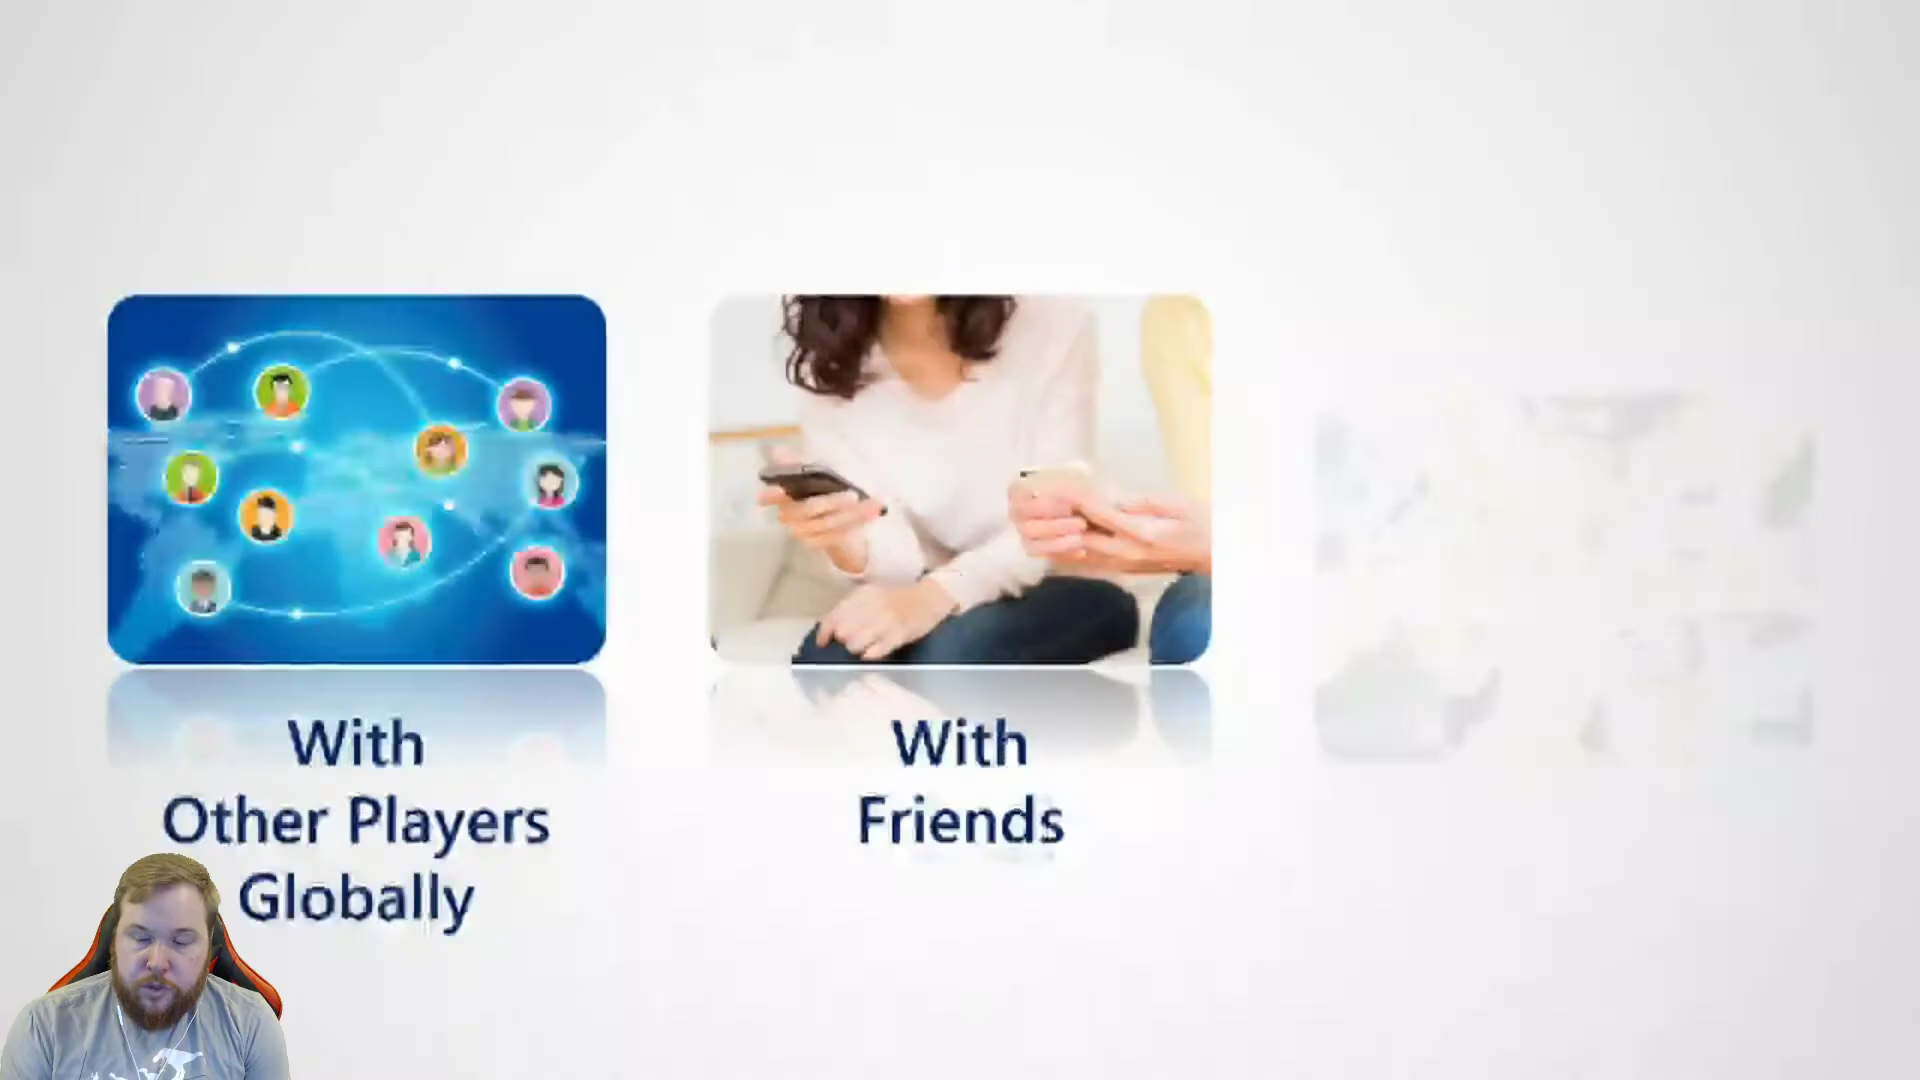 With
Other Players
Globally
With
Friends